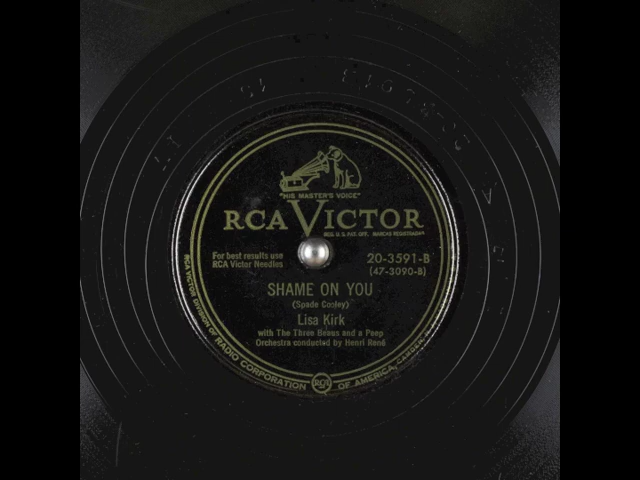 "HIS MASTER'S VOICE"
RCA VICTOR
REG. U.S. PAT. OFF. MARCAS REGISTRADAS
For best results use
RCA Victor Needles
20-3591-B
(47-3090-B)
SHAME ON YOU
(Spade Cooley)
Lisa Kirk
with The Three Beaus and a Peep
Orchestra conducted by Henri René
RCA VICTOR DIVISION OF RADIO CORPORATION OF AMERICA, CAMDEN,
RCA